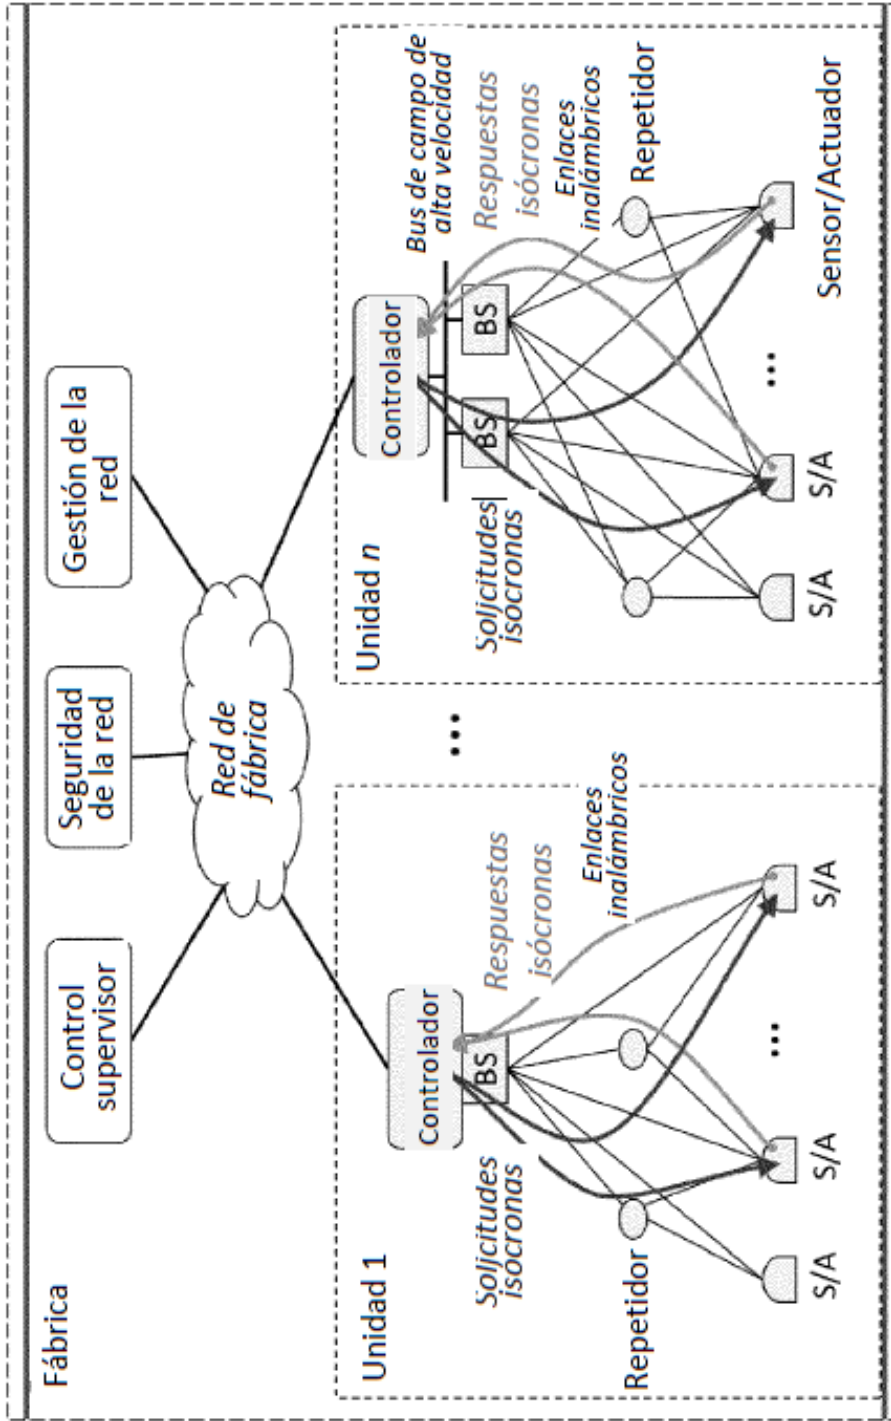 Fábrica
Control
supervisor
Seguridad
de la red
Gestión de la
red
Red de
fábrica
Unidad 1
Controlador
BS
Soljcitudes
isócronas
Respuestas
isócronas
Enlaces
inalámbricos
Repetidor
...
S/A
S/A
S/A
...
Unidad n
Controlador
Bus de campo de
alta velocidad
BS
BS
Soljcitudes
isócronas
Respuestas
isócronas
Enlaces
inalámbricos
Repetidor
...
S/A
S/A
Sensor/Actuador